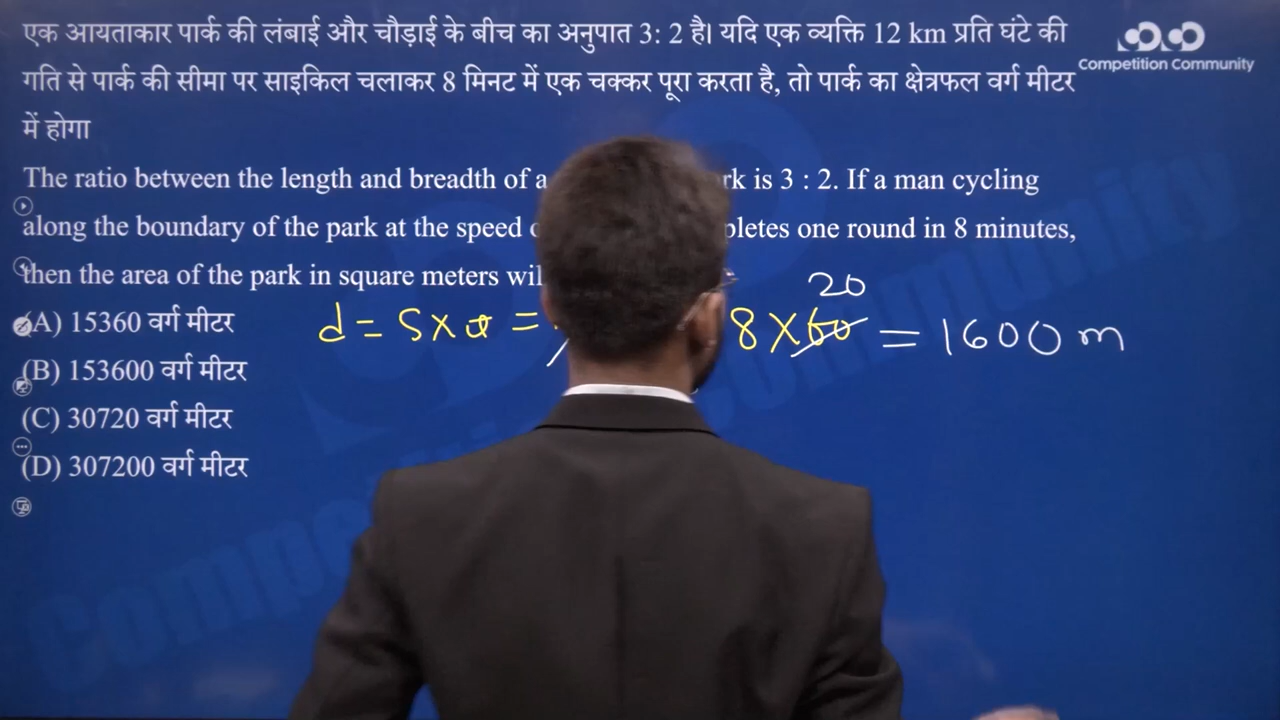 एक आयताकार पार्क की लंबाई और चौड़ाई के बीच का अनुपात 3: 2 है। यदि एक व्यक्ति 12 km प्रति घंटे की
गति से पार्क की सीमा पर साइकिल चलाकर 8 मिनट में एक चक्कर पूरा करता है, तो पार्क का क्षेत्रफल वर्ग मीटर
में होगा
Competition Community
The ratio between the length and breadth of a is 3 : 2. If a man cycling
along the boundary of the park at the speed one round in 8 minutes,
then the area of the park in square meters
20
(A) 15360 वर्ग मीटर
d = S × = 8 × 60 = 1600 m
(B) 153600 वर्ग मीटर
(C) 30720 वर्ग मीटर
(D) 307200 वर्ग मीटर